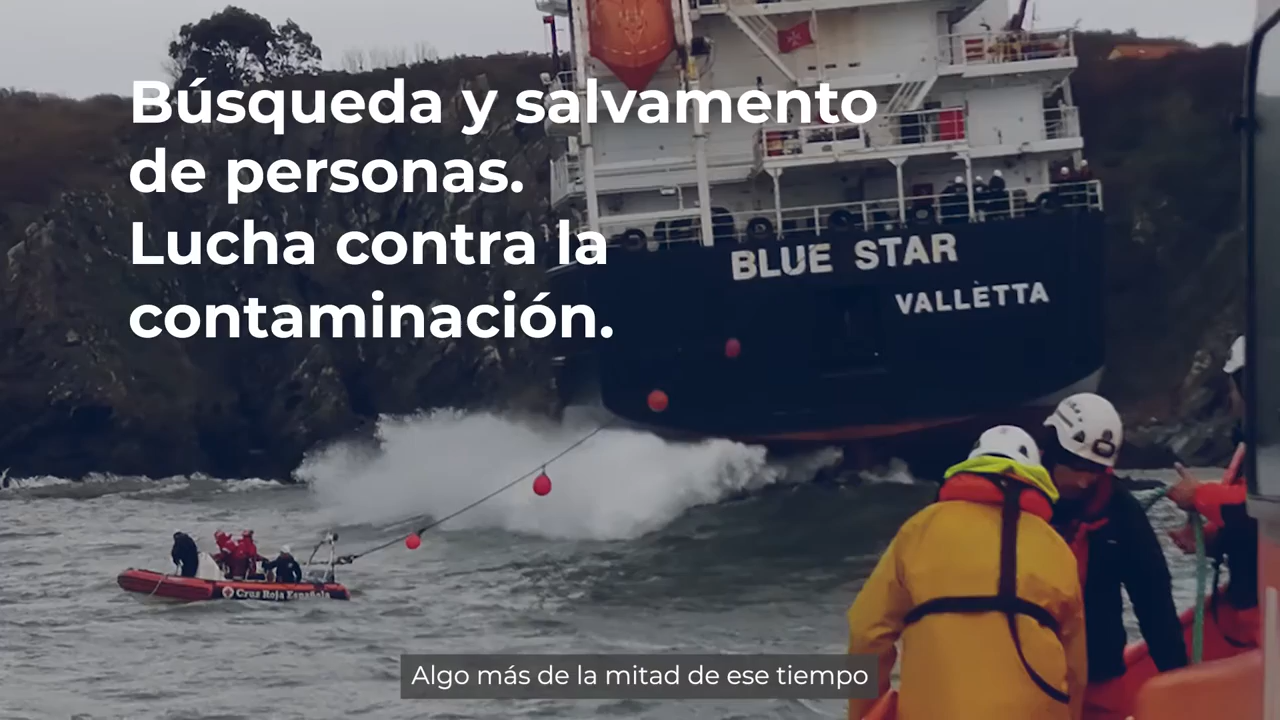 Búsqueda y salvamento
de personas.
Lucha contra la
contaminación.
BLUE STAR
VALLETTA
Cruz Roja Española
Algo más de la mitad de ese tiempo